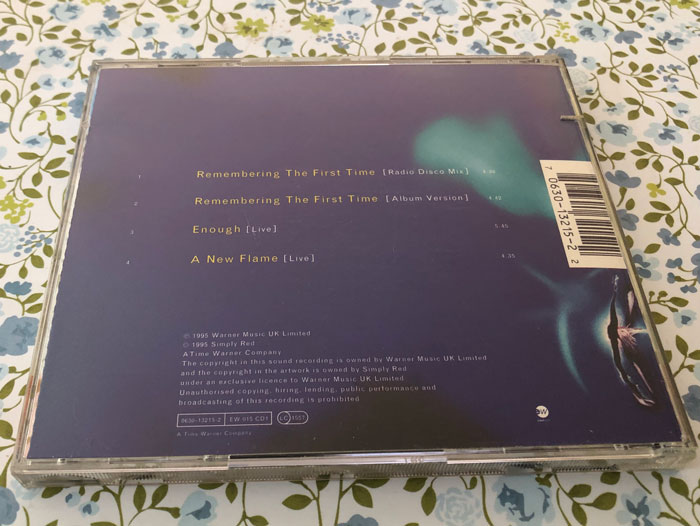 1 Remembering The First Time [Radio Disco Mix]
2 Remembering The First Time [Album Version] 4.42
3 Enough [Live] 5.45
4 A New Flame [Live] 4.35
7 0630-13215-2 2
℗ 1995 Warner Music UK Limited
© 1995 Simply Red
A Time Warner Company
The copyright in this sound recording is owned by Warner Music UK Limited
and the copyright in the artwork is owned by Simply Red
under an exclusive licence to Warner Music UK Limited
Unauthorised copying, hiring, lending, public performance and
broadcasting of this recording is prohibited
0630-13215-2 EW 015 CD1 LC
A Time Warner Company
ew